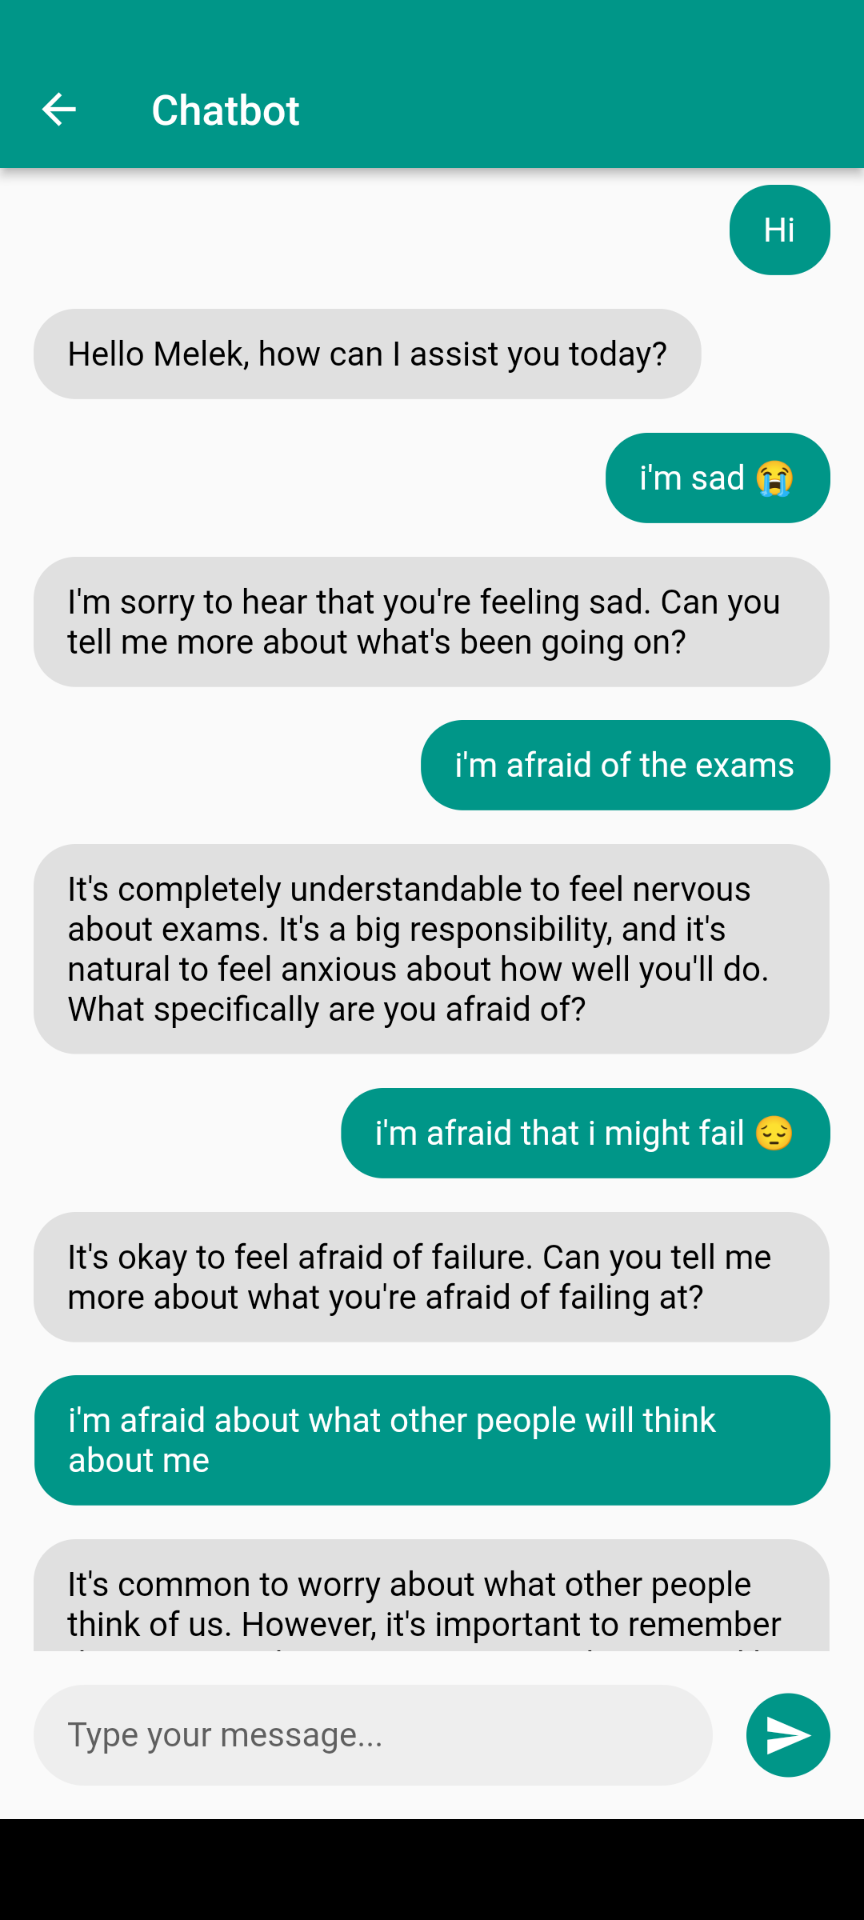 Chatbot
Hi
Hello Melek, how can I assist you today?
i'm sad 😭
I'm sorry to hear that you're feeling sad. Can you
tell me more about what's been going on?
i'm afraid of the exams
It's completely understandable to feel nervous
about exams. It's a big responsibility, and it's
natural to feel anxious about how well you'll do.
What specifically are you afraid of?
i'm afraid that i might fail 😔
It's okay to feel afraid of failure. Can you tell me
more about what you're afraid of failing at?
i'm afraid about what other people will think
about me
It's common to worry about what other people
think of us. However, it's important to remember
Type your message...